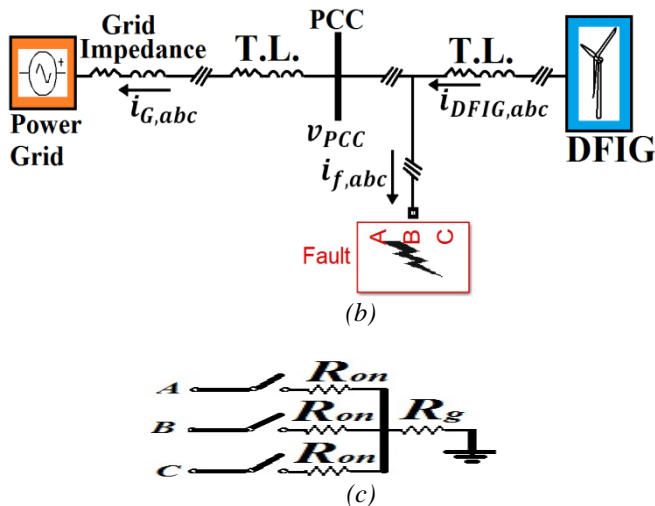 PCC
Grid
Impedance
T.L.
T.L.
+
i_{G,abc}
i_{DFIG,abc}
Power
Grid
v_{PCC}
DFIG
i_{f,abc}
A
B
C
Fault
(b)
A
R_{on}
B
R_{on}
R_{g}
C
R_{on}
(c)